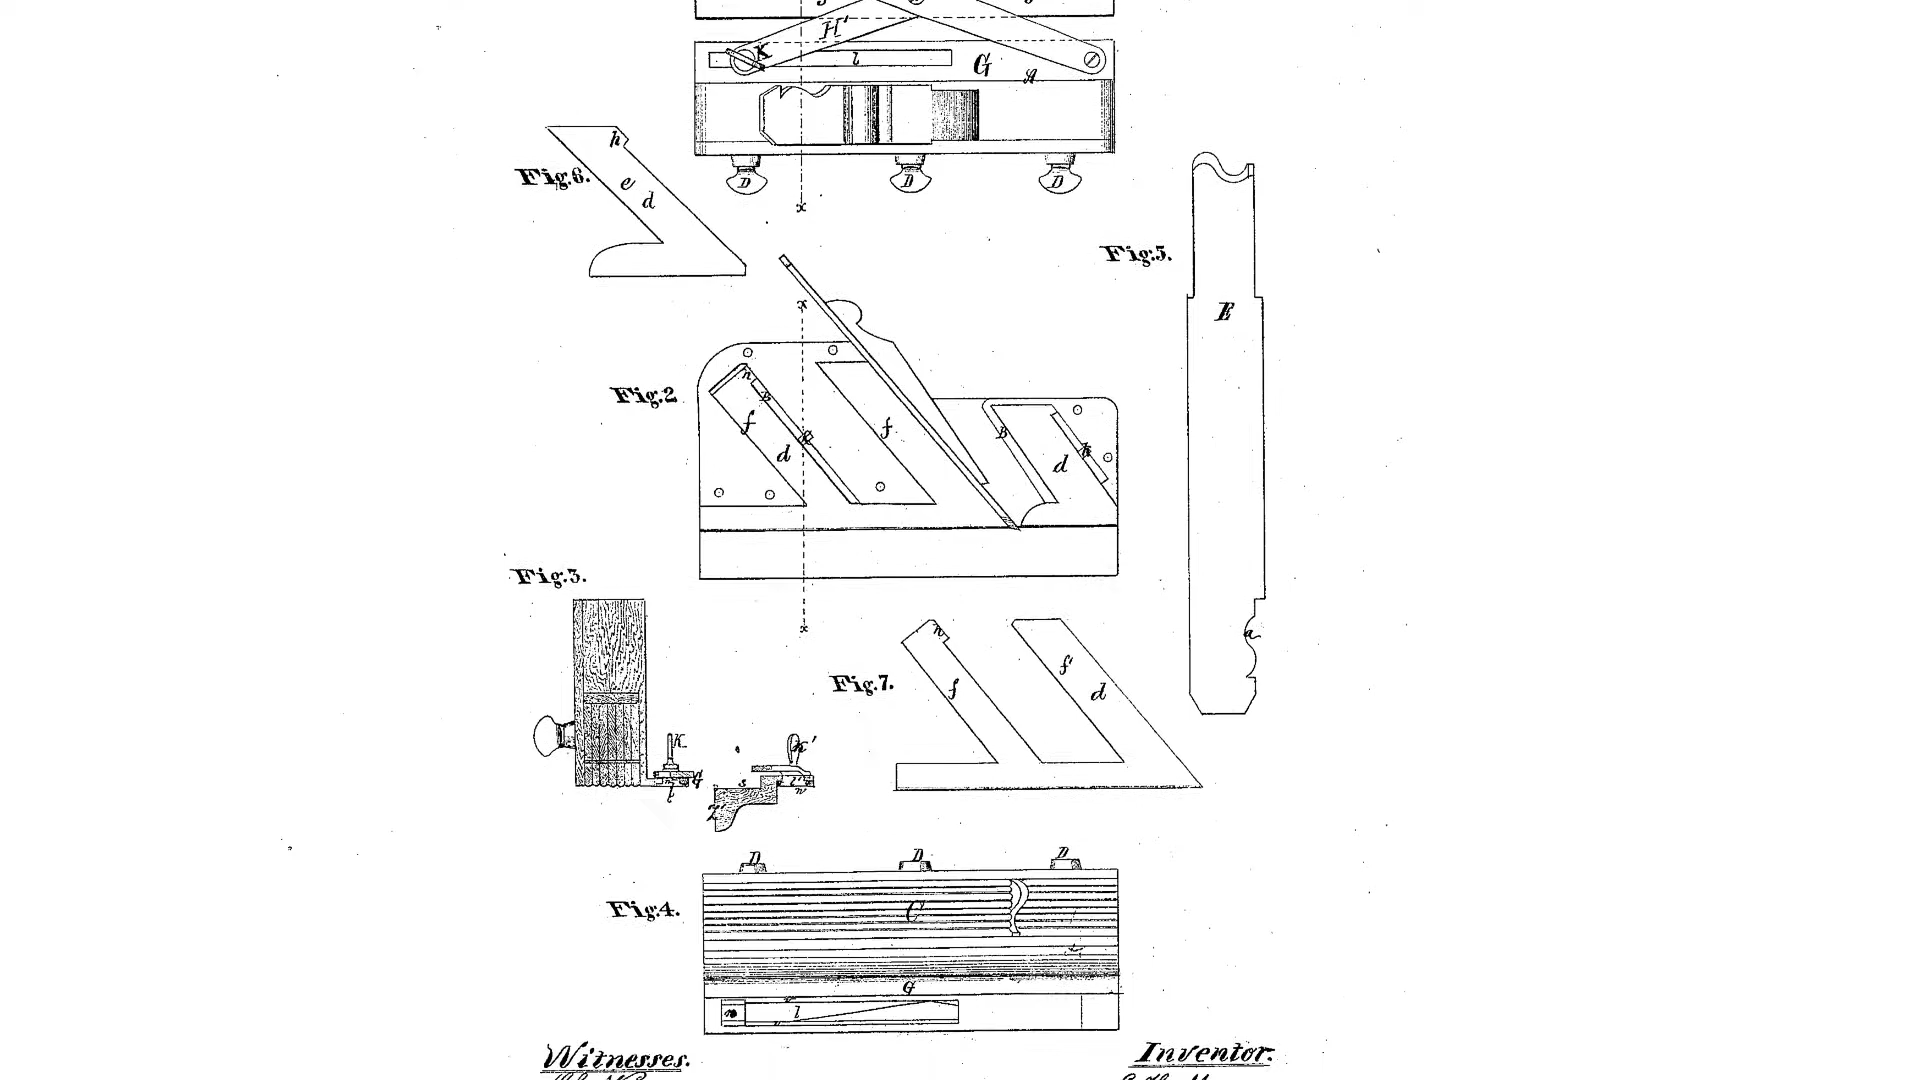 H'
K
l
G
A
D D D
x
h
Fig.6.
e
d
Fig.5.
E
a
x
Fig.2
n
B
f
d
f
B
d
h
x
Fig.3.
K
G
l
K'
s
l'
n'
Z'
Fig.7.
n
f
f'
d
D D D
Fig.4.
C
G
n
l
Witnesses.
Inventor.